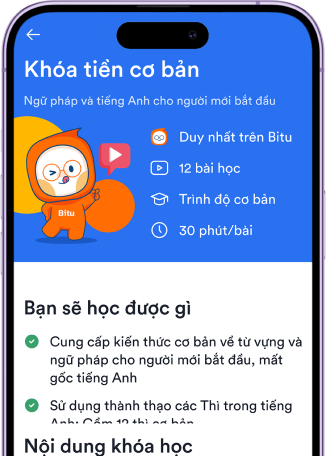 Khóa tiền cơ bản
Ngữ pháp và tiếng Anh cho người mới bắt đầu
Duy nhất trên Bitu
12 bài học
Trình độ cơ bản
30 phút/bài
Bitu
Bạn sẽ học được gì
Cung cấp kiến thức cơ bản về từ vựng và
ngữ pháp cho người mới bắt đầu, mất
gốc tiếng Anh
Sử dụng thành thạo các Thì trong tiếng
Anh: Gồm 12 thì cơ bản
Nội dung khóa học